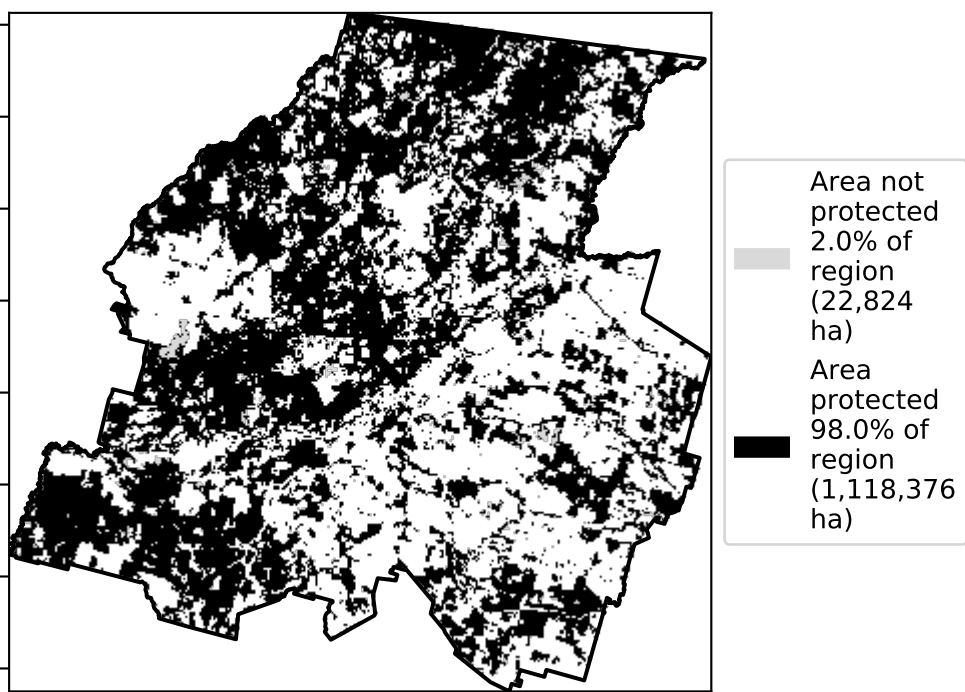 Area not
protected
2.0% of
region
(22,824
ha)
Area
protected
98.0% of
region
(1,118,376
ha)